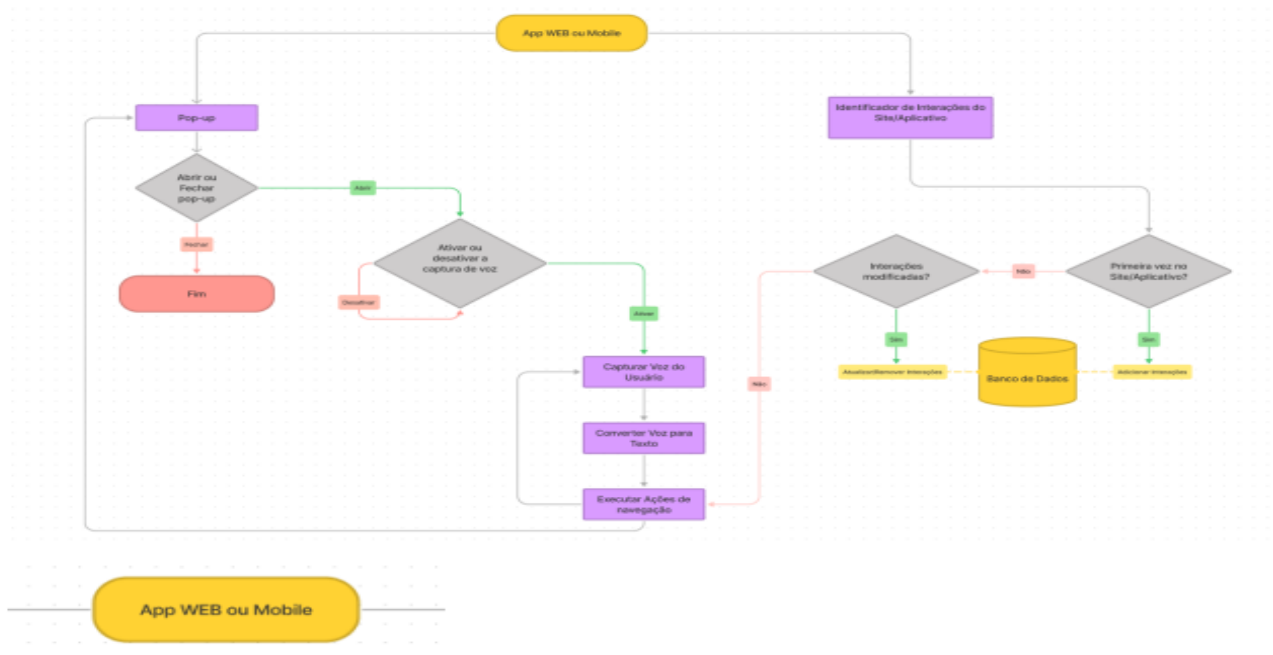 App WEB ou Mobile
Pop-up
Identificador de Interações do
Site/Aplicativo
Abrir ou
Fechar
pop-up
Abrir
Fechar
Fim
Ativar ou
desativar a
captura de voz
Desativar
Ativar
Interações
modificadas?
Não
Primeira vez no
Site/Aplicativo?
Sim
Sim
Atualizar/Remover Interações
Banco de Dados
Adicionar Interações
Capturar Voz do
Usuário
Não
Converter Voz para
Texto
Executar Ações de
navegação
App WEB ou Mobile